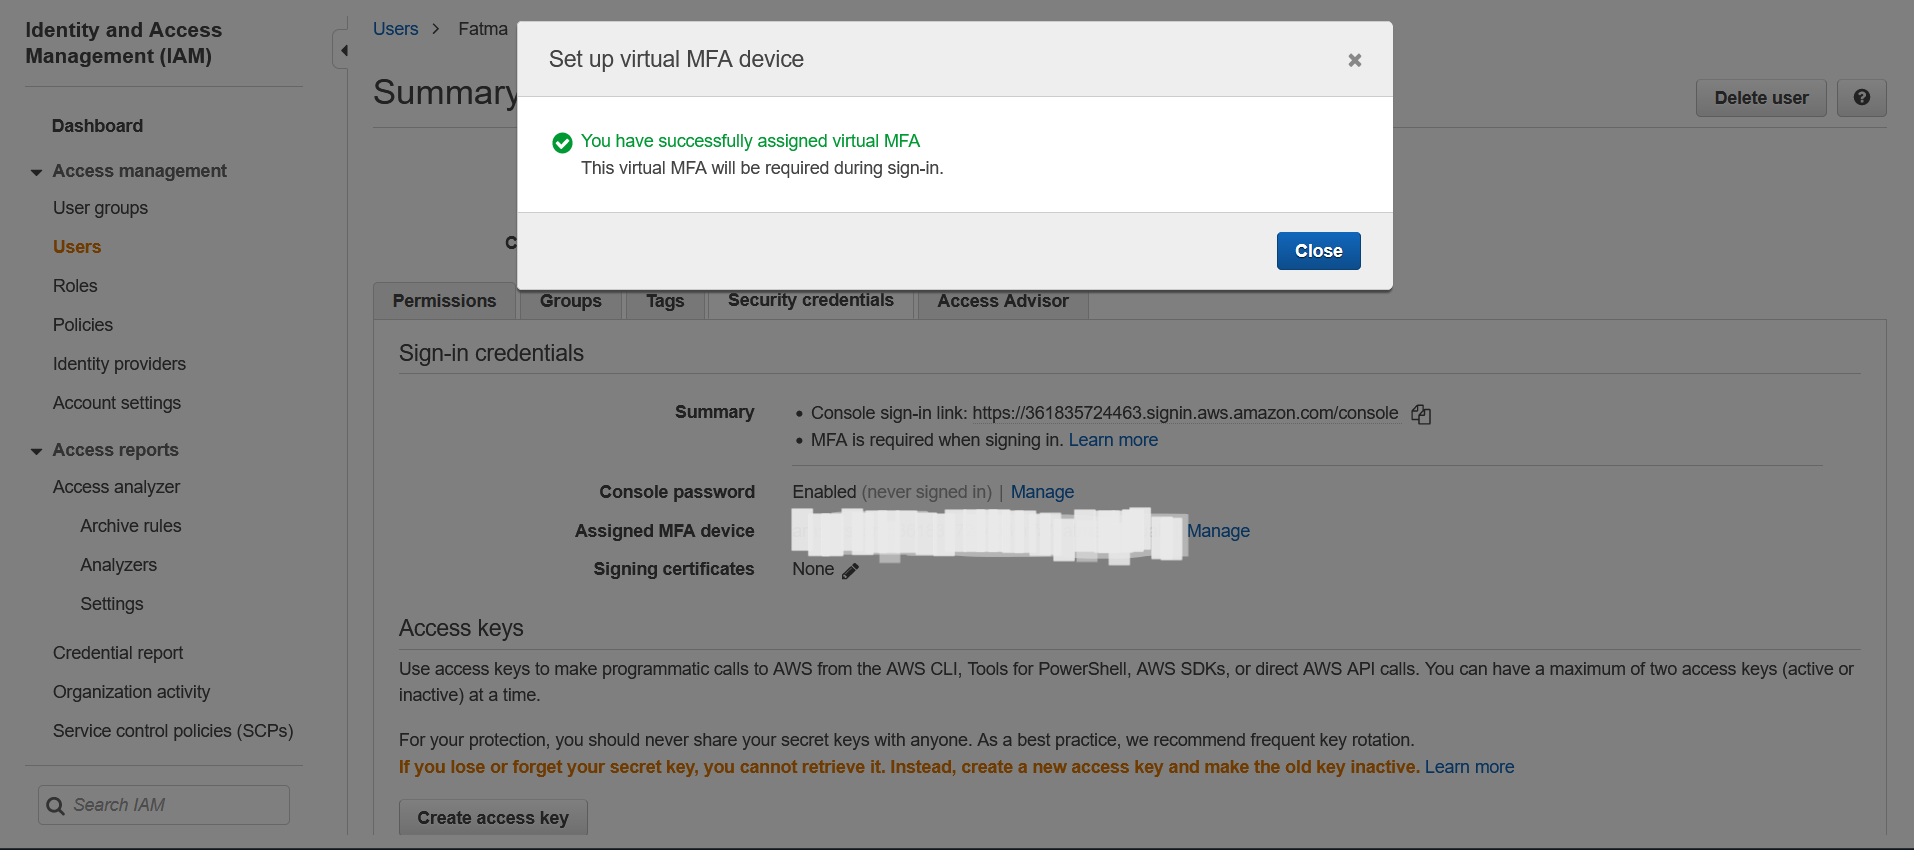 Identity and Access
Management (IAM)
Dashboard
Access management
User groups
Users
Roles
Policies
Identity providers
Account settings
Access reports
Access analyzer
Archive rules
Analyzers
Settings
Credential report
Organization activity
Service control policies (SCPs)
Search IAM
Users > Fatma
Summary
Delete user
Set up virtual MFA device
You have successfully assigned virtual MFA
This virtual MFA will be required during sign-in.
Close
Permissions Groups Tags Security credentials Access Advisor
Sign-in credentials
Summary • Console sign-in link: https://361835724463.signin.aws.amazon.com/console
• MFA is required when signing in. Learn more
Console password Enabled (never signed in) | Manage
Assigned MFA device Manage
Signing certificates None
Access keys
Use access keys to make programmatic calls to AWS from the AWS CLI, Tools for PowerShell, AWS SDKs, or direct AWS API calls. You can have a maximum of two access keys (active or
inactive) at a time.
For your protection, you should never share your secret keys with anyone. As a best practice, we recommend frequent key rotation.
If you lose or forget your secret key, you cannot retrieve it. Instead, create a new access key and make the old key inactive. Learn more
Create access key